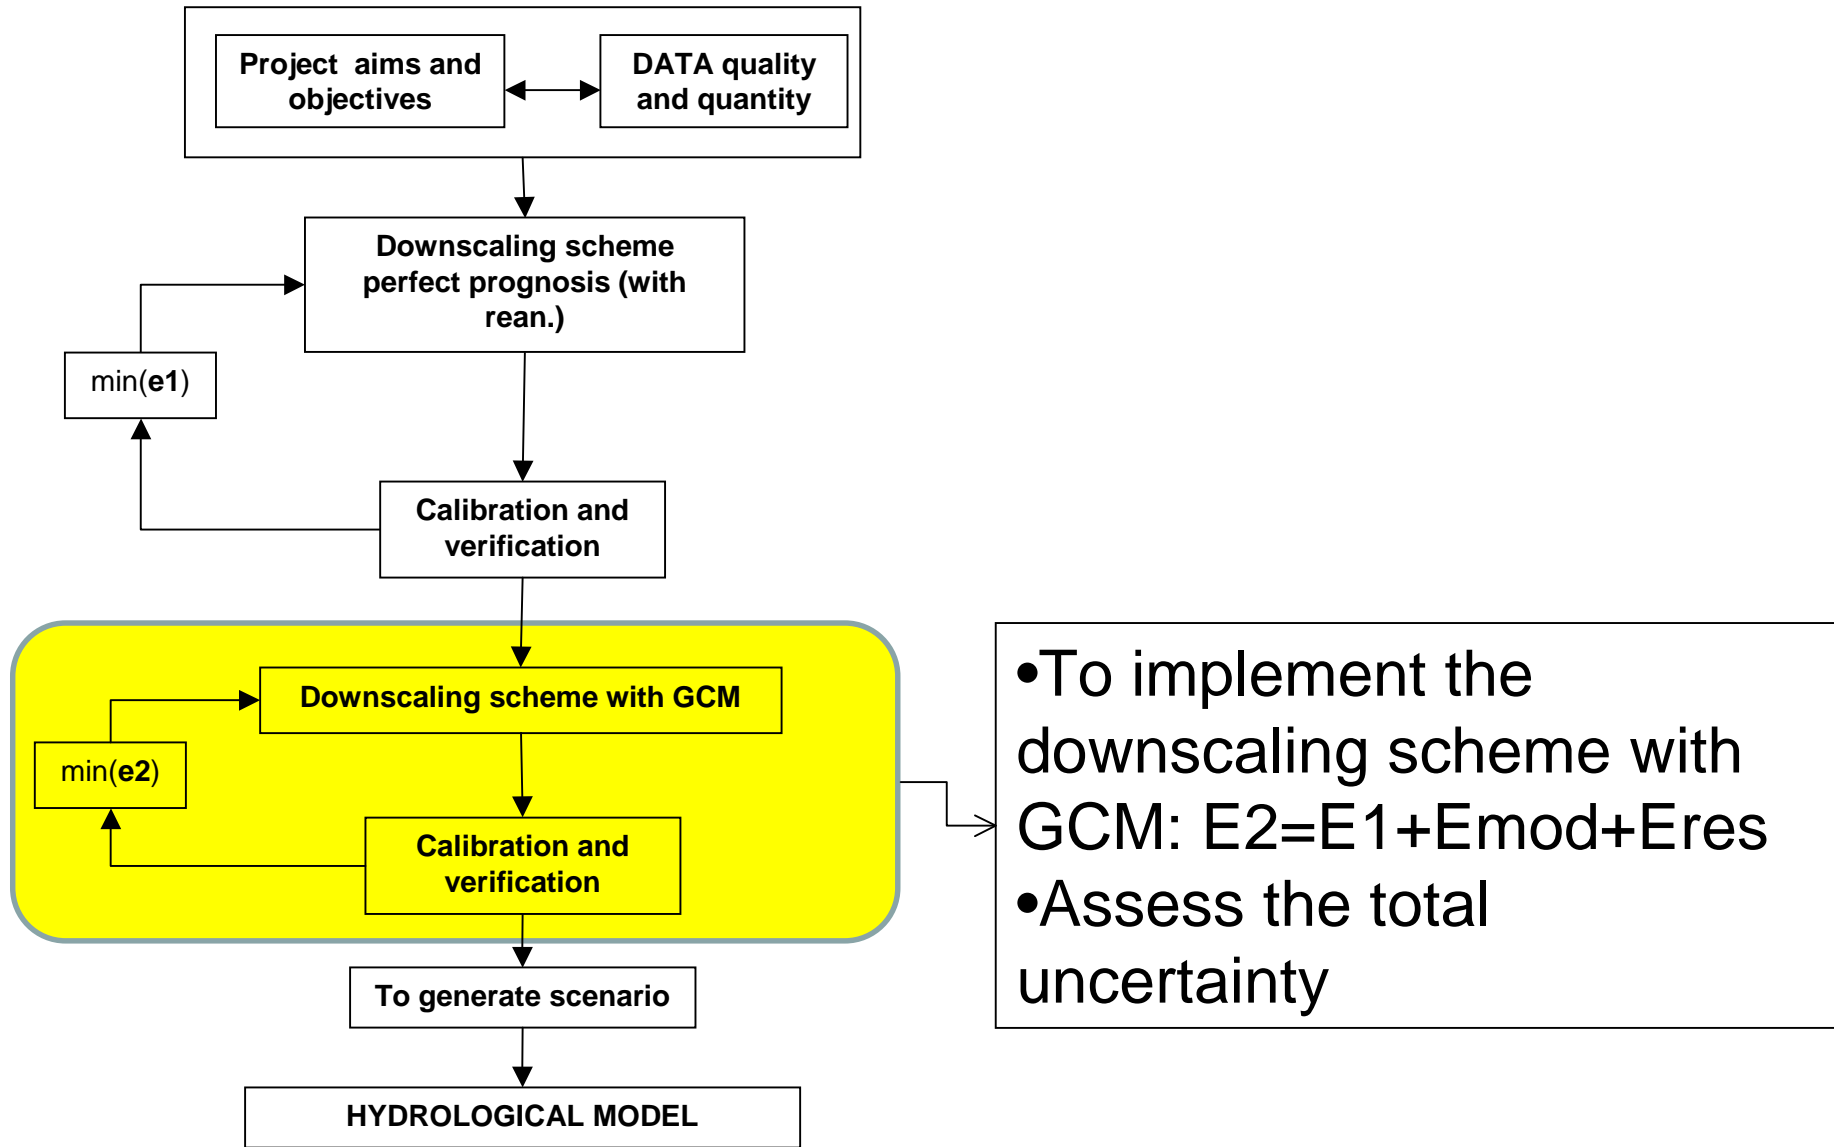 Project aims and
objectives
DATA quality
and quantity
Downscaling scheme
perfect prognosis (with
rean.)
min(e1)
Calibration and
verification
Downscaling scheme with GCM
min(e2)
Calibration and
verification
•To implement the
downscaling scheme with
GCM: E2=E1+Emod+Eres
•Assess the total
uncertainty
To generate scenario
HYDROLOGICAL MODEL